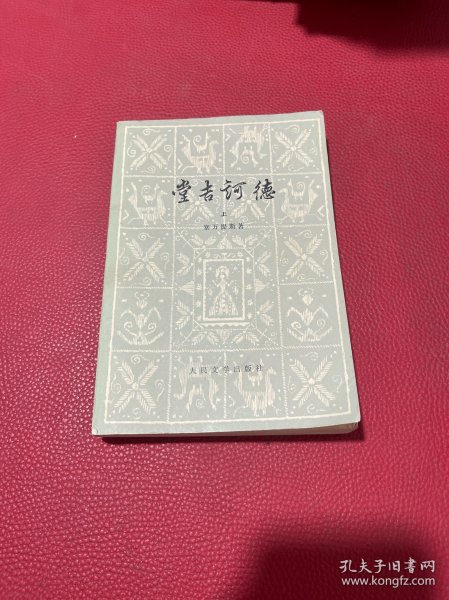 堂吉诃德
上
塞万提斯著
人民文学出版社
孔夫子旧书网
www.kongfz.com